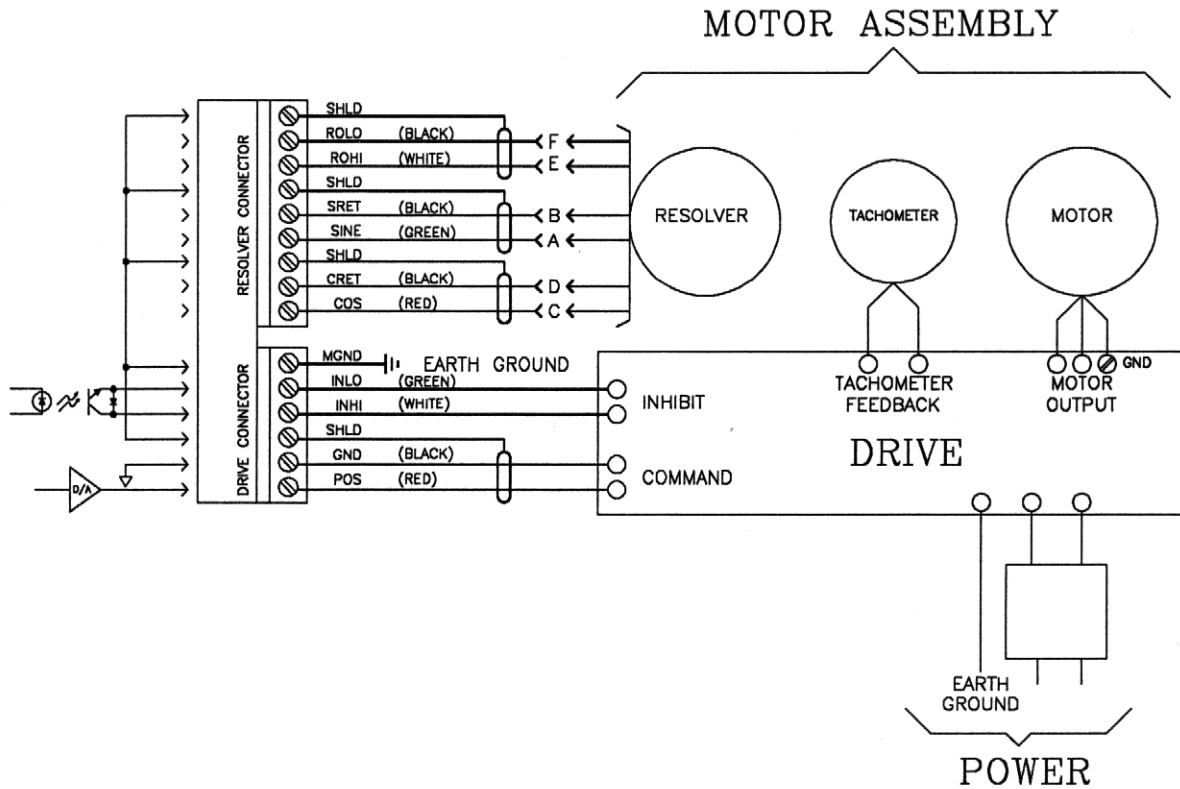 MOTOR ASSEMBLY
RESOLVER CONNECTOR
SHLD
ROLO (BLACK) F
ROHI (WHITE) E
SHLD
SRET (BLACK) B
SINE (GREEN) A
SHLD
CRET (BLACK) D
COS (RED) C
RESOLVER
TACHOMETER
MOTOR
DRIVE CONNECTOR
MGND EARTH GROUND
INLO (GREEN)
INHI (WHITE)
INHIBIT
SHLD
GND (BLACK)
POS (RED)
COMMAND
D/A
TACHOMETER
FEEDBACK
MOTOR
OUTPUT
GND
DRIVE
EARTH
GROUND
POWER